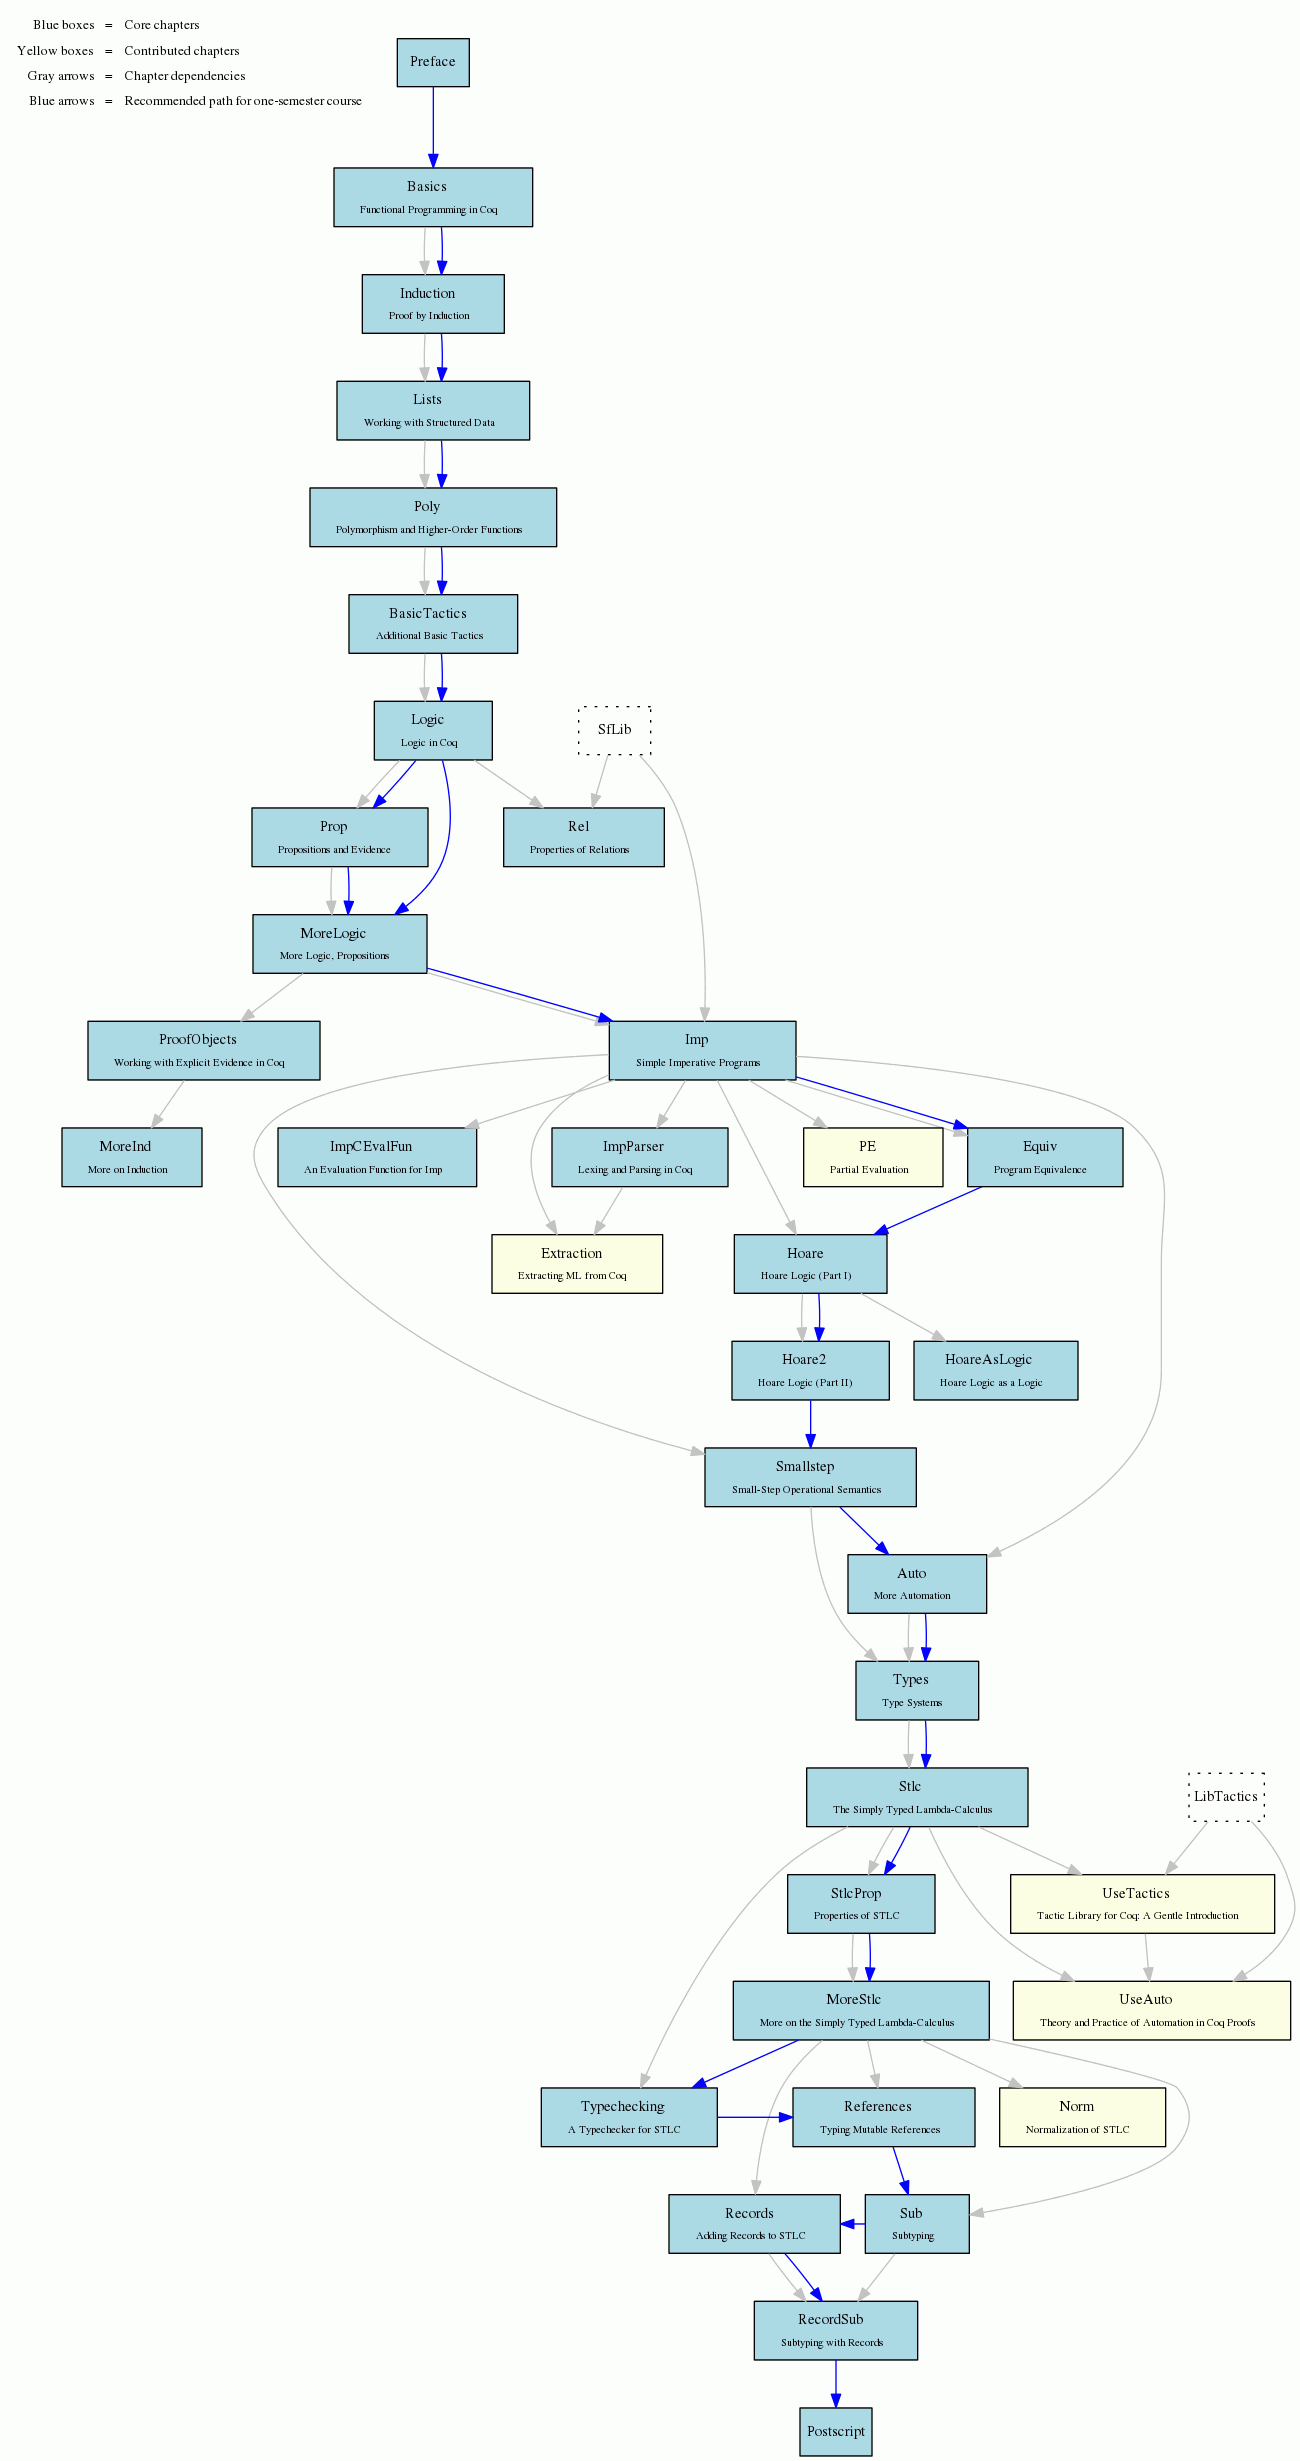 Blue boxes = Core chapters
Yellow boxes = Contributed chapters
Gray arrows = Chapter dependencies
Blue arrows = Recommended path for one-semester course
Preface
Basics
Functional Programming in Coq
Induction
Proof by Induction
Lists
Working with Structured Data
Poly
Polymorphism and Higher-Order Functions
BasicTactics
Additional Basic Tactics
Logic
Logic in Coq
SfLib
Prop
Propositions and Evidence
Rel
Properties of Relations
MoreLogic
More Logic, Propositions
ProofObjects
Working with Explicit Evidence in Coq
Imp
Simple Imperative Programs
MoreInd
More on Induction
ImpCEvalFun
An Evaluation Function for Imp
ImpParser
Lexing and Parsing in Coq
PE
Partial Evaluation
Equiv
Program Equivalence
Extraction
Extracting ML from Coq
Hoare
Hoare Logic (Part I)
Hoare2
Hoare Logic (Part II)
HoareAsLogic
Hoare Logic as a Logic
Smallstep
Small-Step Operational Semantics
Auto
More Automation
Types
Type Systems
Stlc
The Simply Typed Lambda-Calculus
LibTactics
StlcProp
Properties of STLC
UseTactics
Tactic Library for Coq: A Gentle Introduction
MoreStlc
More on the Simply Typed Lambda-Calculus
UseAuto
Theory and Practice of Automation in Coq Proofs
Typechecking
A Typechecker for STLC
References
Typing Mutable References
Norm
Normalization of STLC
Records
Adding Records to STLC
Sub
Subtyping
RecordSub
Subtyping with Records
Postscript